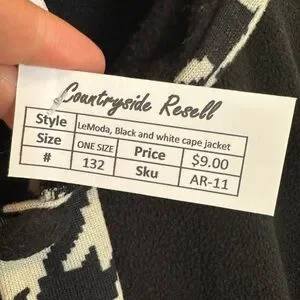 Countryside Resell
Style LeModa, Black and white cape jacket
Size ONE SIZE Price $9.00
# 132 Sku AR-11